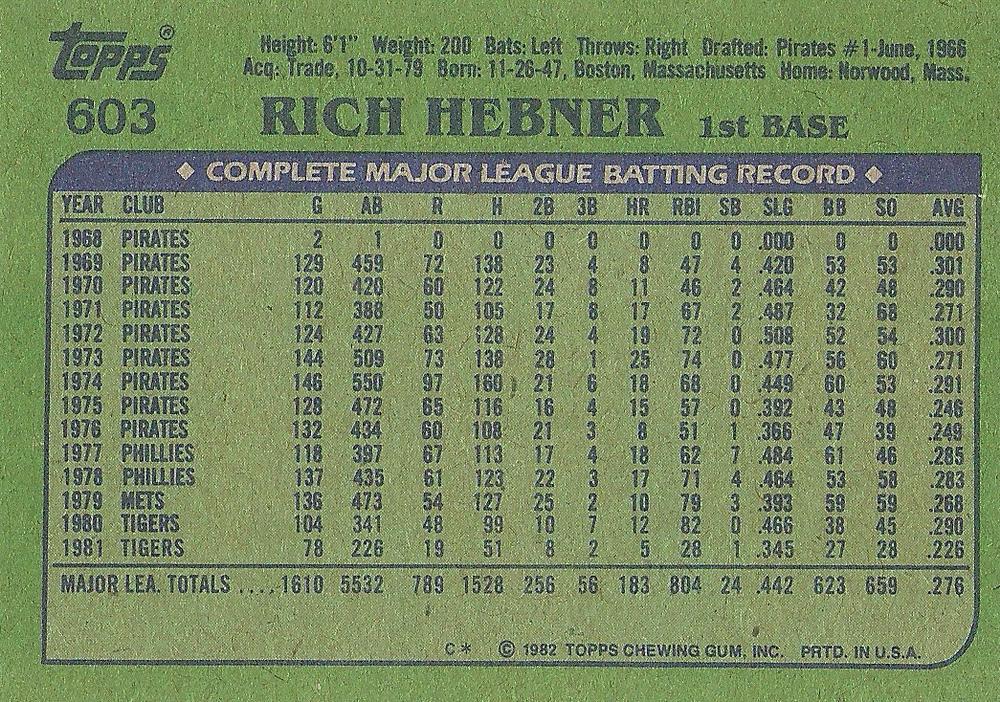 Topps®
Height: 6'1" Weight: 200 Bats: Left Throws: Right Drafted: Pirates #1-June, 1966
Acq: Trade, 10-31-79 Born: 11-26-47, Boston, Massachusetts Home: Norwood, Mass.
603 RICH HEBNER 1st BASE
◆ COMPLETE MAJOR LEAGUE BATTING RECORD ◆
YEAR CLUB G AB R H 2B 3B HR RBI SB SLG BB SO AVG
1968 PIRATES 2 1 0 0 0 0 0 0 0 .000 0 0 .000
1969 PIRATES 129 459 72 138 23 4 8 47 4 .420 53 53 .301
1970 PIRATES 120 420 60 122 24 8 11 46 2 .464 42 48 .290
1971 PIRATES 112 388 50 105 17 8 17 67 2 .487 32 68 .271
1972 PIRATES 124 427 63 128 24 4 19 72 0 .508 52 54 .300
1973 PIRATES 144 509 73 138 28 1 25 74 0 .477 56 60 .271
1974 PIRATES 146 550 97 160 21 6 18 68 0 .449 60 53 .291
1975 PIRATES 128 472 65 116 16 4 15 57 0 .392 43 48 .246
1976 PIRATES 132 434 60 108 21 3 8 51 1 .366 47 39 .249
1977 PHILLIES 118 397 67 113 17 4 18 62 7 .484 61 46 .285
1978 PHILLIES 137 435 61 123 22 3 17 71 4 .464 53 58 .283
1979 METS 136 473 54 127 25 2 10 79 3 .393 59 59 .268
1980 TIGERS 104 341 48 99 10 7 12 82 0 .466 38 45 .290
1981 TIGERS 78 226 19 51 8 2 5 28 1 .345 27 28 .226
MAJOR LEA. TOTALS .... 1610 5532 789 1528 256 56 183 804 24 .442 623 659 .276
C* © 1982 TOPPS CHEWING GUM, INC. PRTD. IN U.S.A.